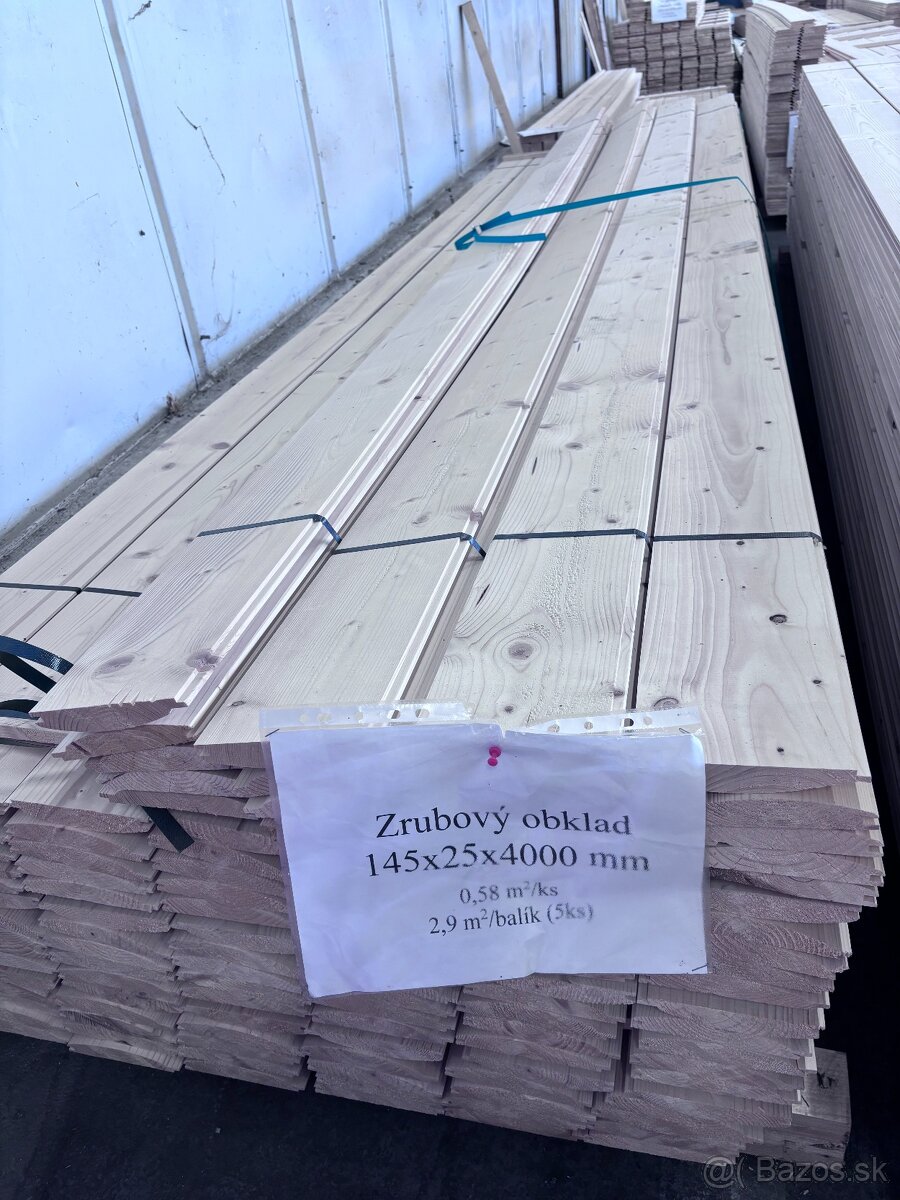 Zrubový obklad
145x25x4000 mm
0,58 m²/ks
2,9 m²/balík (5ks)
@( Bazos.sk